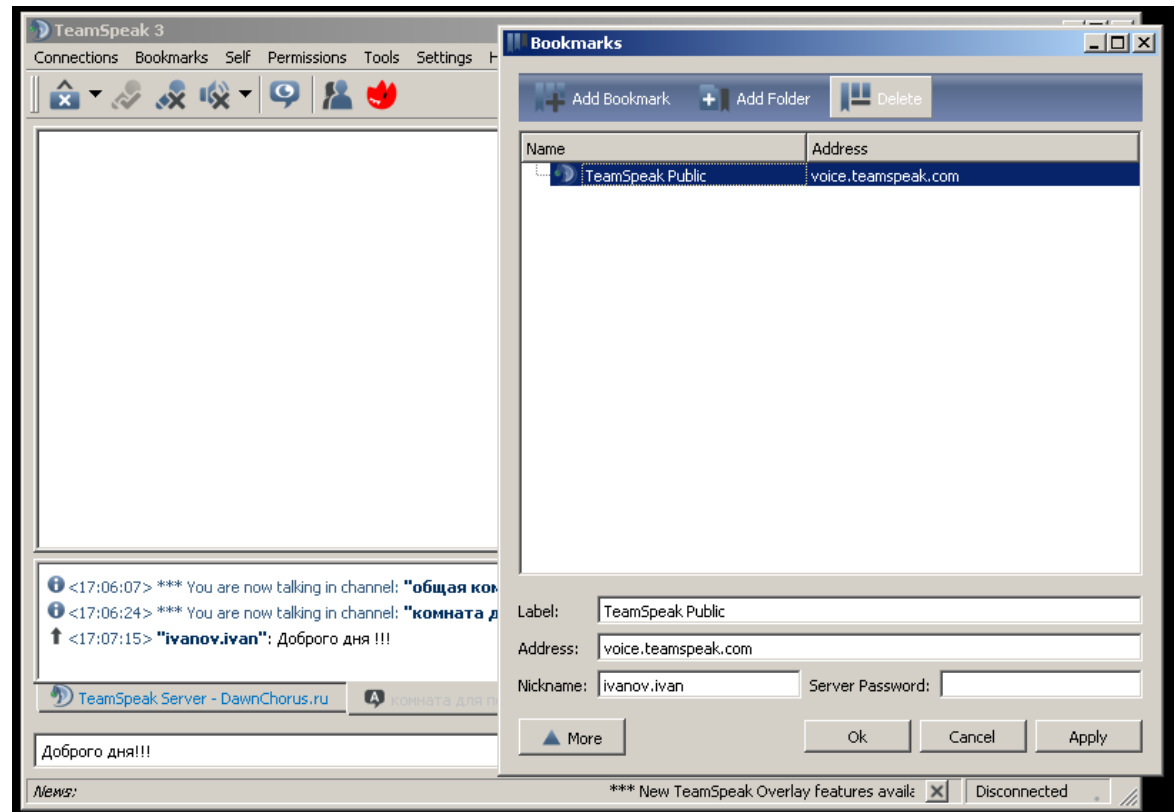 TeamSpeak 3
Connections Bookmarks Self Permissions Tools Settings
Bookmarks
Add Bookmark Add Folder Delete
Name Address
TeamSpeak Public voice.teamspeak.com
<17:06:07> *** You are now talking in channel: "общая
<17:06:24> *** You are now talking in channel: "комната
<17:07:15> "ivanov.ivan": Доброго дня !!!
TeamSpeak Server - DawnChorus.ru комната для
Доброго дня!!!
Label: TeamSpeak Public
Address: voice.teamspeak.com
Nickname: ivanov.ivan Server Password:
More Ok Cancel Apply
News: *** New TeamSpeak Overlay features Disconnected